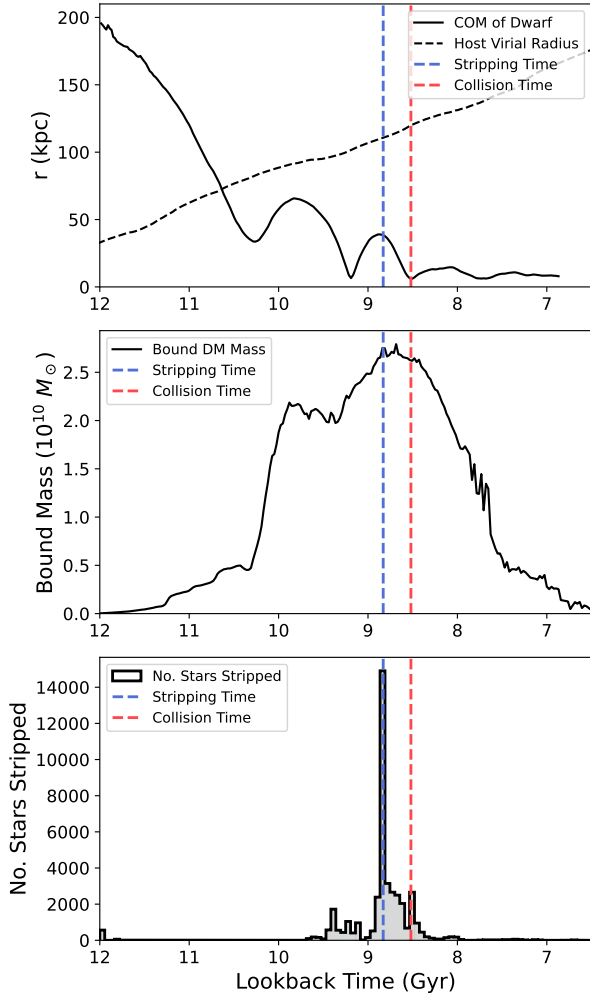 COM of Dwarf
Host Virial Radius
Stripping Time
Collision Time
r (kpc)
200
150
100
50
0
12 11 10 9 8 7
Bound DM Mass
Stripping Time
Collision Time
Bound Mass (10¹⁰ M⊙)
2.5
2.0
1.5
1.0
0.5
0.0
12 11 10 9 8 7
No. Stars Stripped
Stripping Time
Collision Time
No. Stars Stripped
14000
12000
10000
8000
6000
4000
2000
0
12 11 10 9 8 7
Lookback Time (Gyr)